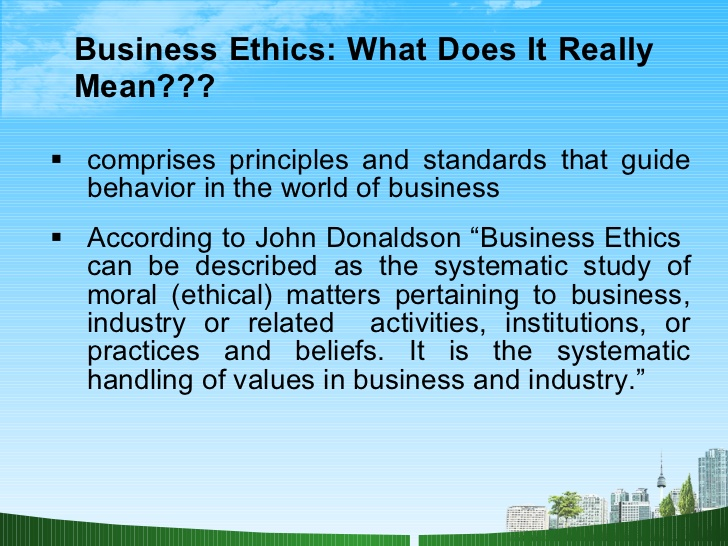 Business Ethics: What Does It Really
Mean???
▪ comprises principles and standards that guide
behavior in the world of business
▪ According to John Donaldson “Business Ethics
can be described as the systematic study of
moral (ethical) matters pertaining to business,
industry or related activities, institutions, or
practices and beliefs. It is the systematic
handling of values in business and industry.”